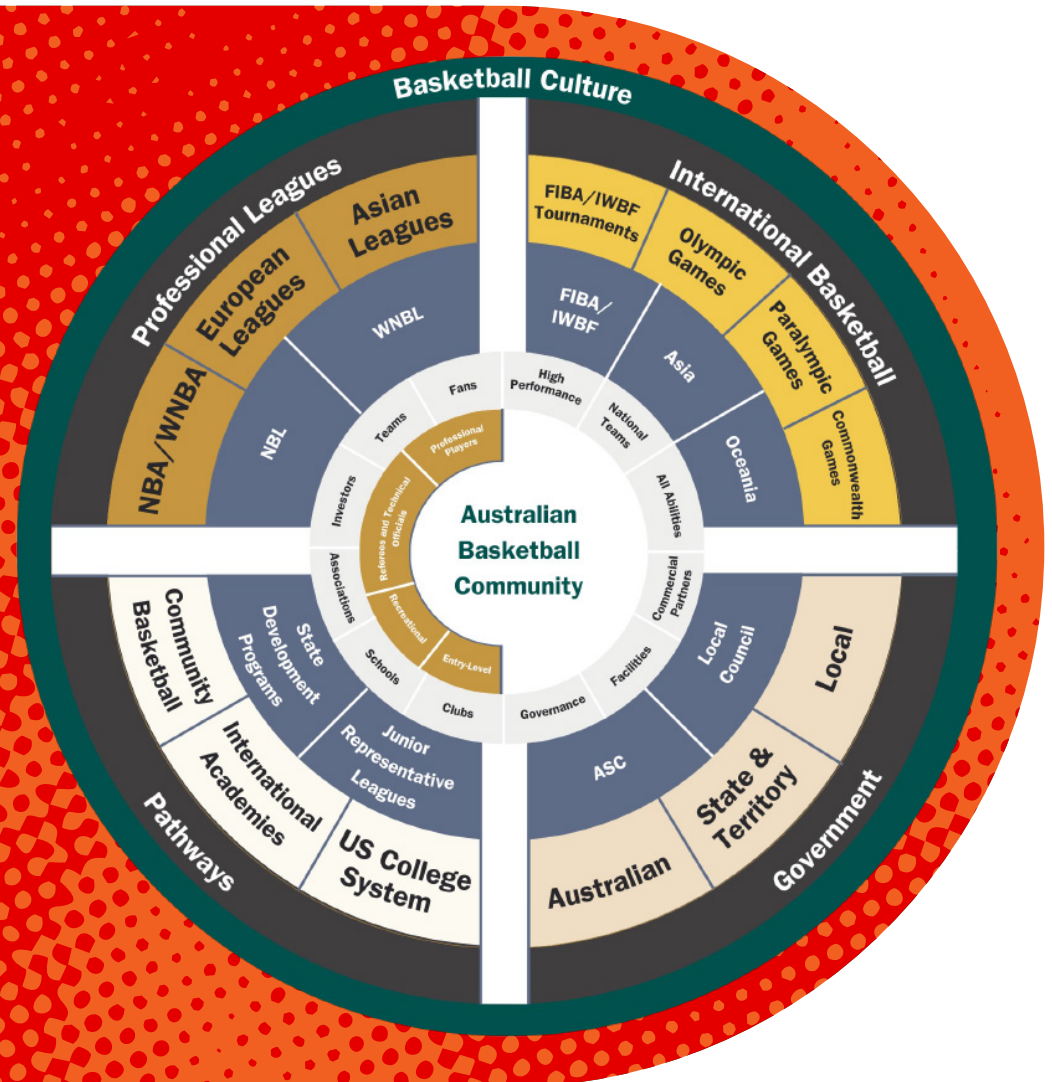 Basketball Culture
Professional Leagues
International Basketball
Asian
Leagues
European
Leagues
NBA/WNBA
FIBA/IWBF
Tournaments
Olympic
Games
Paralympic
Games
Commonwealth
Games
WNBL
NBL
FIBA/
IWBF
Asia
Oceania
Fans
Teams
Investors
Associations
Schools
Clubs
High
Performance
National
Teams
All Abilities
Commercial
Partners
Facilities
Governance
Professional
Players
Referees and Technical
Officials
Recreational
Entry-Level
Australian
Basketball
Community
State
Development
Programs
Junior
Representative
Leagues
Local
Council
ASC
Community
Basketball
International
Academies
US College
System
Local
State &
Territory
Australian
Pathways
Government